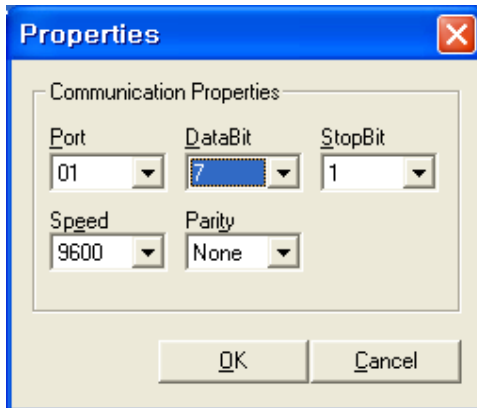 Properties
Communication Properties
Port DataBit StopBit
01 7 1
Speed Parity
9600 None
OK Cancel